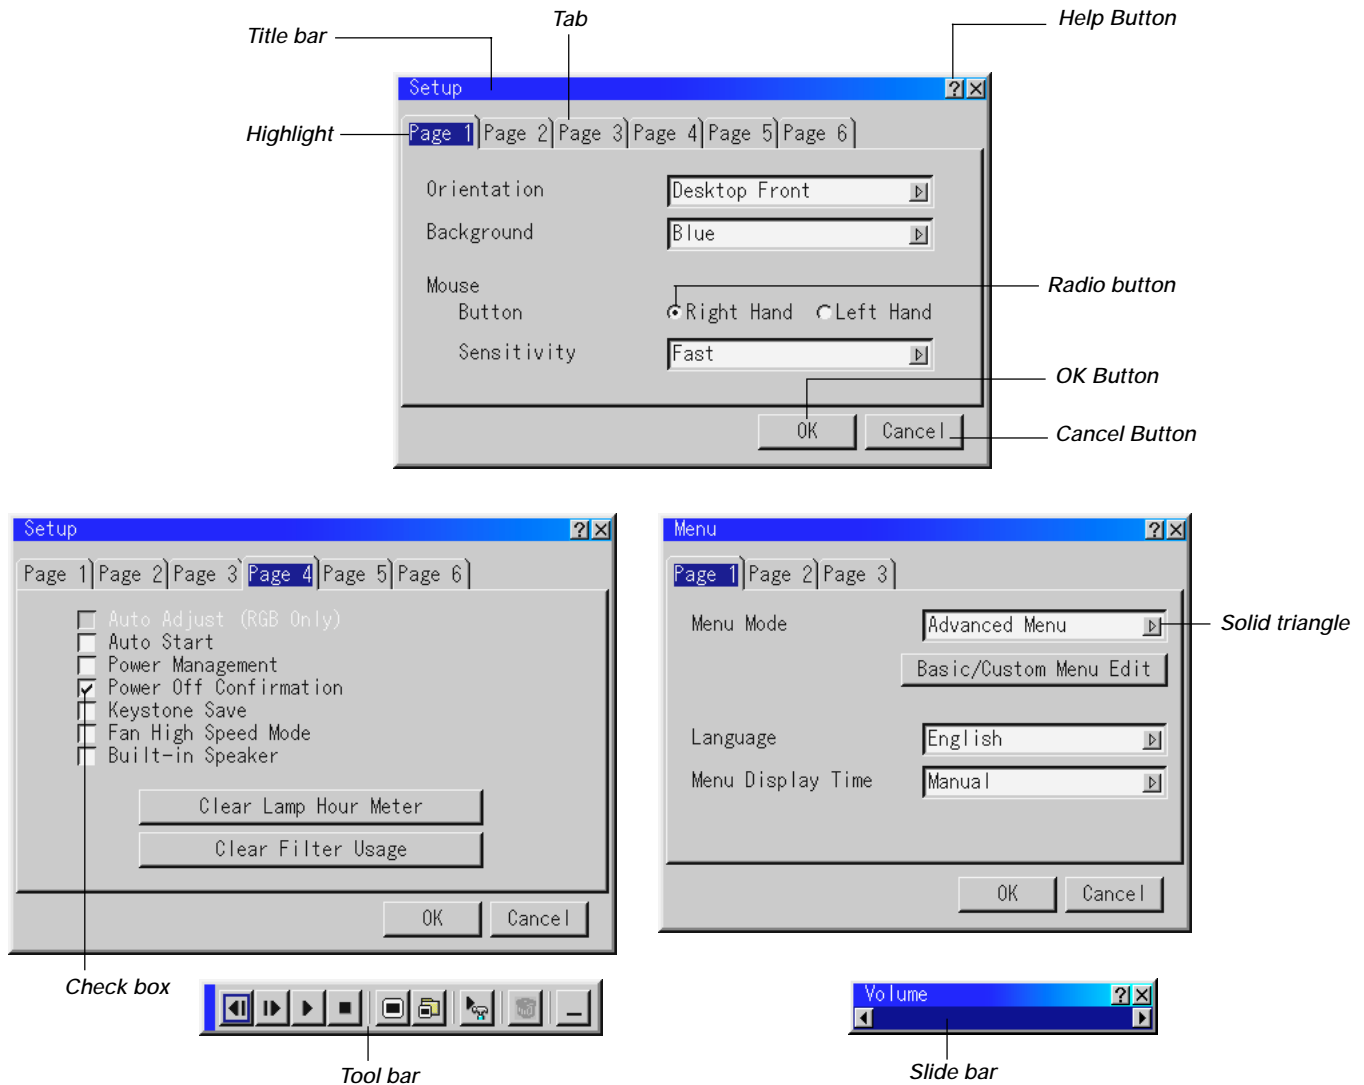 Title bar
Tab
Help Button
Setup
?
Highlight
Page 1 Page 2 Page 3 Page 4 Page 5 Page 6
Orientation Desktop Front
Background Blue
Mouse
Button Right Hand Left Hand
Radio button
Sensitivity Fast
OK Button
OK Cancel
Cancel Button
Setup
?
Page 1 Page 2 Page 3 Page 4 Page 5 Page 6
Auto Adjust (RGB Only)
Auto Start
Power Management
Power Off Confirmation
Keystone Save
Fan High Speed Mode
Built-in Speaker
Clear Lamp Hour Meter
Clear Filter Usage
OK Cancel
Check box
Menu
?
Page 1 Page 2 Page 3
Menu Mode Advanced Menu
Solid triangle
Basic/Custom Menu Edit
Language English
Menu Display Time Manual
OK Cancel
Tool bar
Volume
?
Slide bar